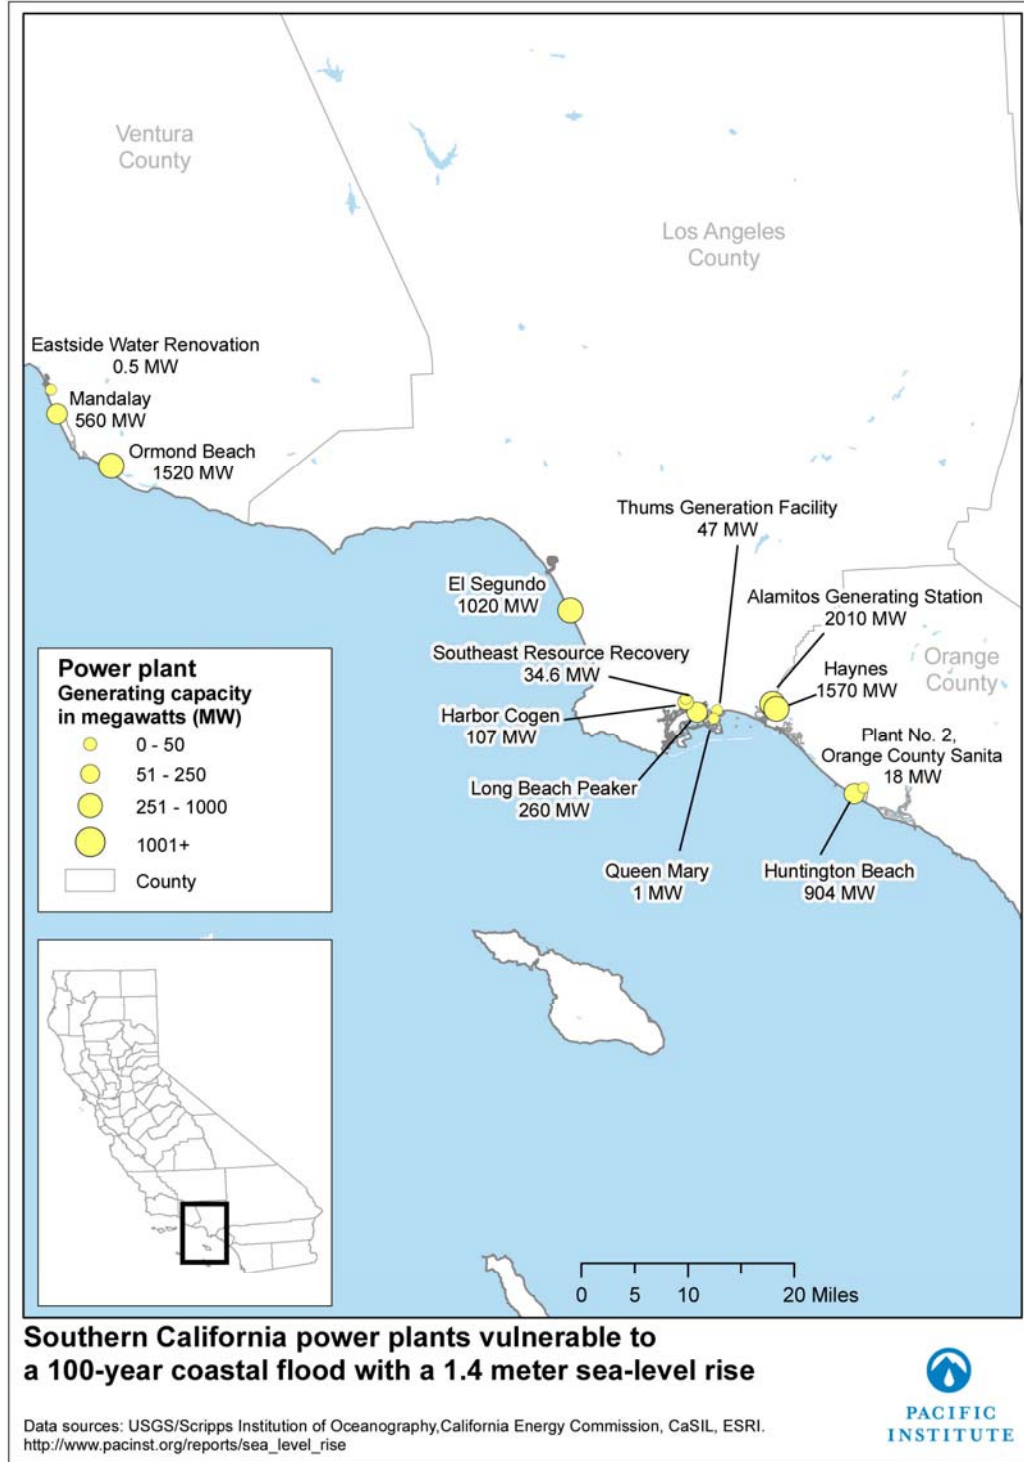 Ventura
County
Los Angeles
County
Eastside Water Renovation
0.5 MW
Mandalay
560 MW
Ormond Beach
1520 MW
Thums Generation Facility
47 MW
El Segundo
1020 MW
Alamitos Generating Station
2010 MW
Southeast Resource Recovery
34.6 MW
Haynes
1570 MW
Orange
County
Harbor Cogen
107 MW
Plant No. 2,
Orange County Sanita
18 MW
Long Beach Peaker
260 MW
Queen Mary
1 MW
Huntington Beach
904 MW
Power plant
Generating capacity
in megawatts (MW)
0 - 50
51 - 250
251 - 1000
1001+
County
0 5 10 20 Miles
Southern California power plants vulnerable to
a 100-year coastal flood with a 1.4 meter sea-level rise
Data sources: USGS/Scripps Institution of Oceanography,California Energy Commission, CaSIL, ESRI.
http://www.pacinst.org/reports/sea_level_rise
PACIFIC
INSTITUTE